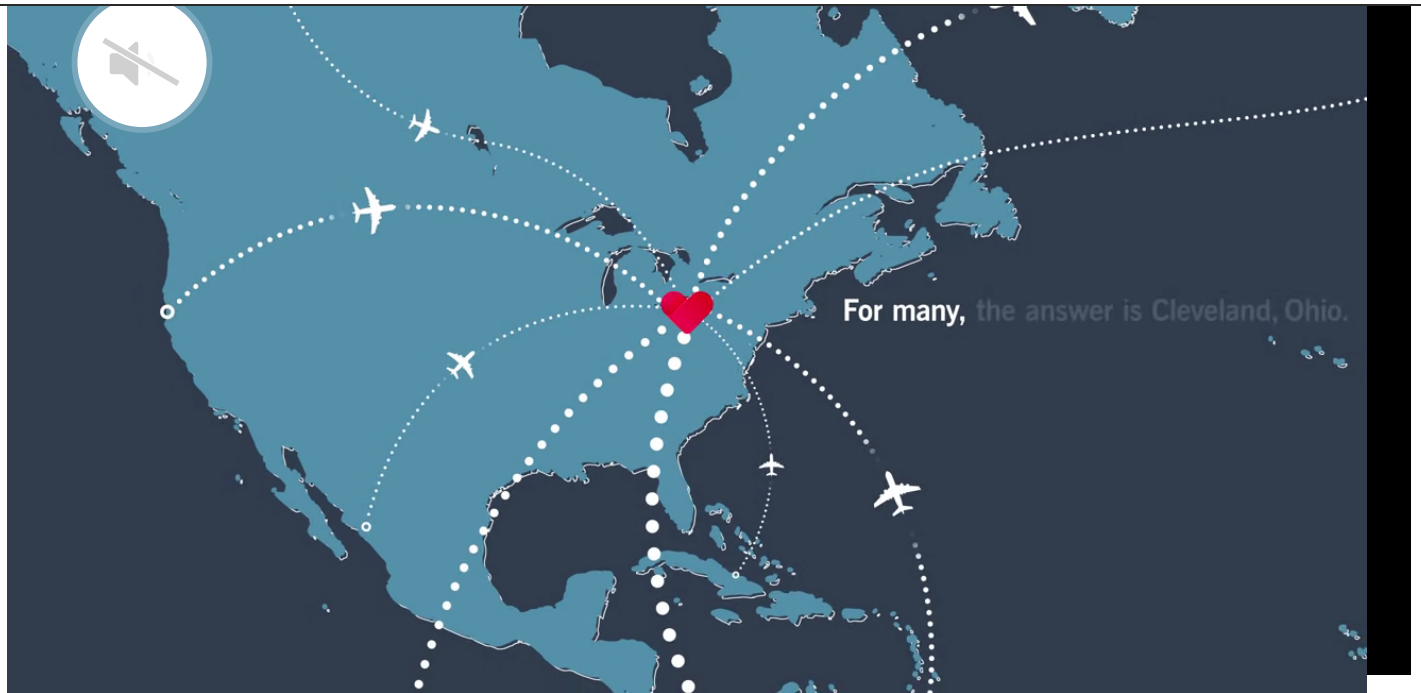 For many, the answer is Cleveland, Ohio.